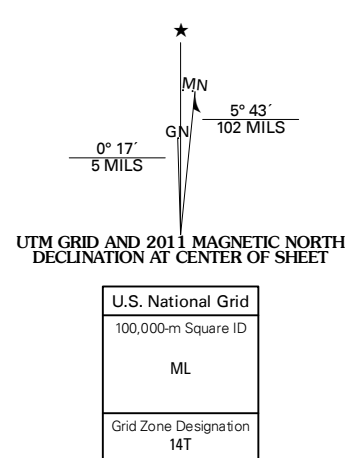 ★
MN
GN
5° 43´
102 MILS
0° 17´
5 MILS
UTM GRID AND 2011 MAGNETIC NORTH
DECLINATION AT CENTER OF SHEET
U.S. National Grid
100,000-m Square ID
ML
Grid Zone Designation
14T